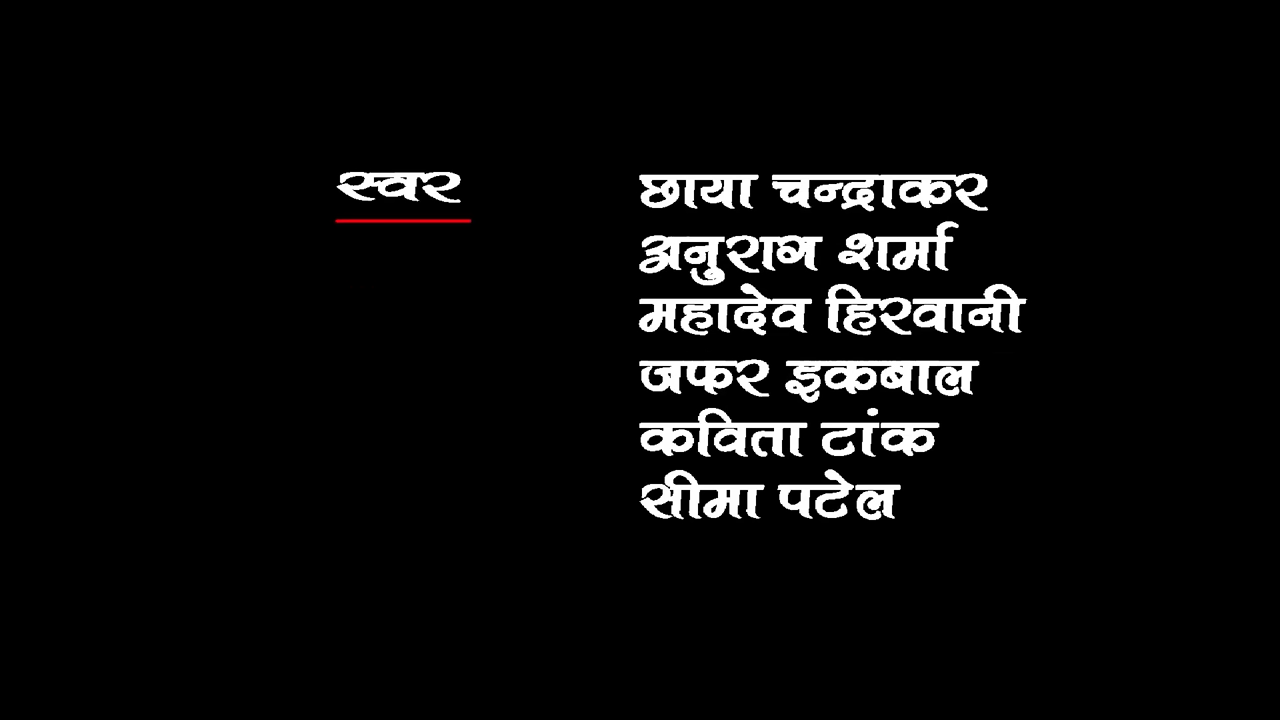 स्वर
छाया चन्द्राकर
अनुराग शर्मा
महादेव हिरवानी
जफर इकबाल
कविता टांक
सीमा पटेल